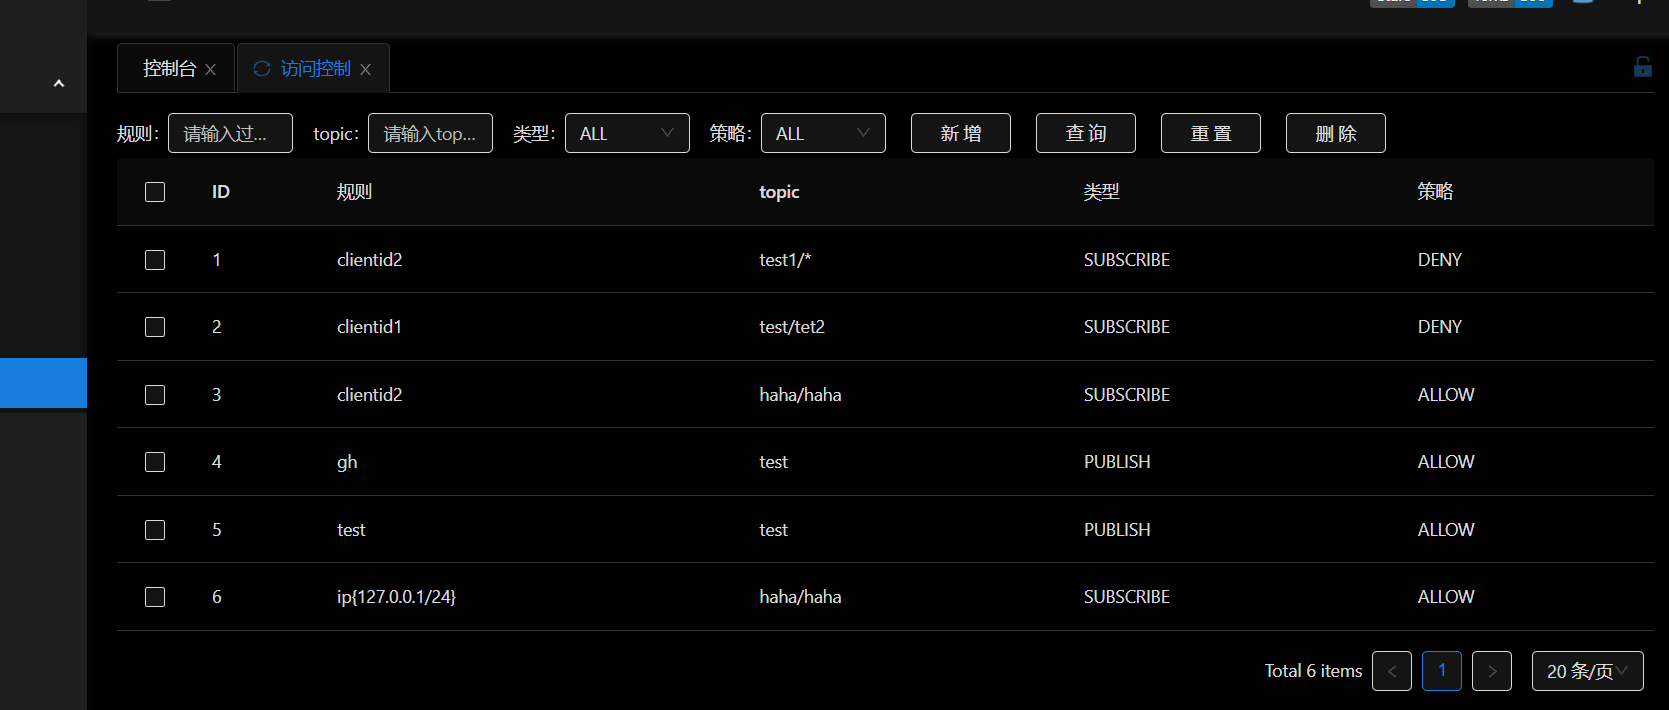 控制台 访问控制
规则: 请输入过... topic: 请输入top... 类型: ALL 策略: ALL 新增 查询 重置 删除
ID 规则 topic 类型 策略
1 clientid2 test1/* SUBSCRIBE DENY
2 clientid1 test/tet2 SUBSCRIBE DENY
3 clientid2 haha/haha SUBSCRIBE ALLOW
4 gh test PUBLISH ALLOW
5 test test PUBLISH ALLOW
6 ip{127.0.0.1/24} haha/haha SUBSCRIBE ALLOW
Total 6 items < 1 > 20 条/页